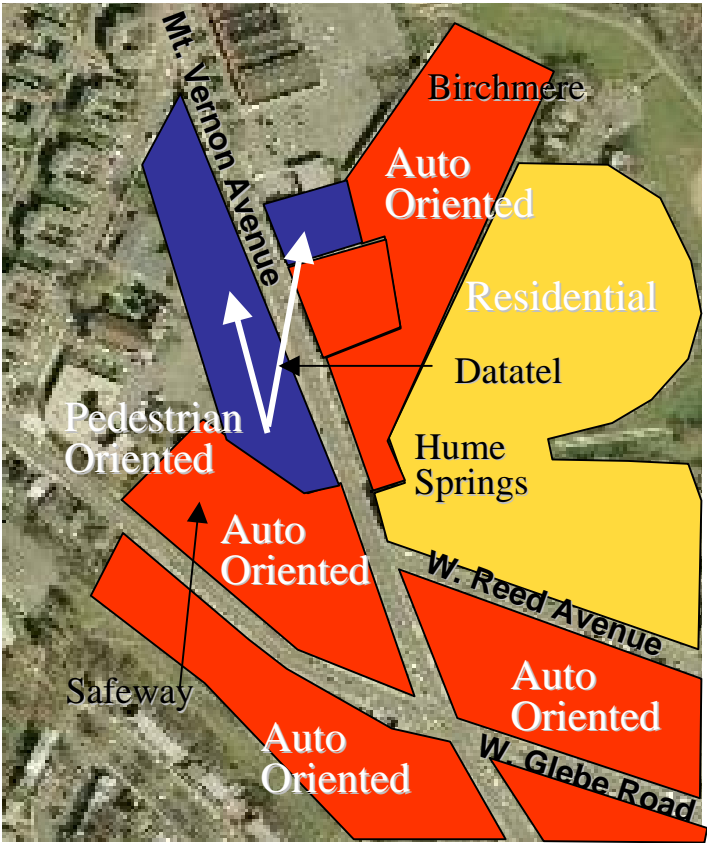 Mt. Vernon Avenue
Birchmere
Auto
Oriented
Residential
Datatel
Pedestrian
Oriented
Hume
Springs
Auto
Oriented
W. Reed Avenue
Safeway
Auto
Oriented
Auto
Oriented
W. Glebe Road